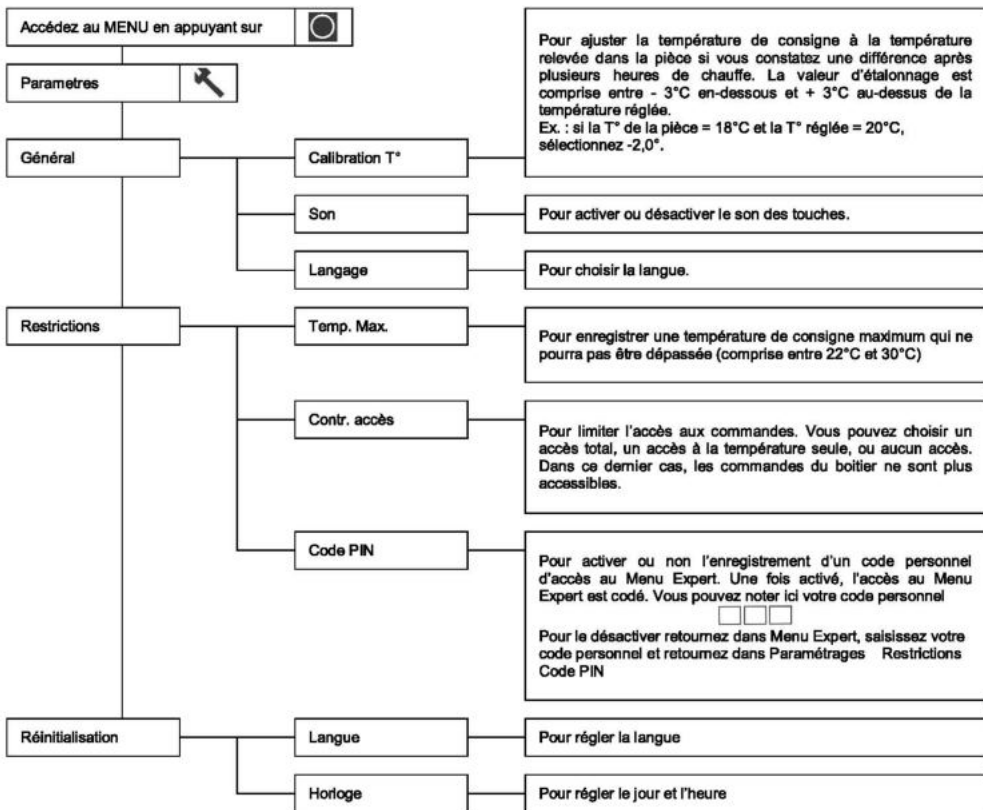 Accédez au MENU en appuyant sur
Parametres
Général
Calibration T°
Pour ajuster la température de consigne à la température
relevée dans la pièce si vous constatez une différence après
plusieurs heures de chauffe. La valeur d'étalonnage est
comprise entre - 3°C en-dessous et + 3°C au-dessus de la
température réglée.
Ex. : si la T° de la pièce = 18°C et la T° réglée = 20°C,
sélectionnez -2,0°.
Son
Pour activer ou désactiver le son des touches.
Langage
Pour choisir la langue.
Restrictions
Temp. Max.
Pour enregistrer une température de consigne maximum qui ne
pourra pas être dépassée (comprise entre 22°C et 30°C)
Contr. accès
Pour limiter l'accès aux commandes. Vous pouvez choisir un
accès total, un accès à la température seule, ou aucun accès.
Dans ce dernier cas, les commandes du boitier ne sont plus
accessibles.
Code PIN
Pour activer ou non l'enregistrement d'un code personnel
d'accès au Menu Expert. Une fois activé, l'accès au Menu
Expert est codé. Vous pouvez noter ici votre code personnel
Pour le désactiver retournez dans Menu Expert, saisissez votre
code personnel et retournez dans Paramétrages Restrictions
Code PIN
Réinitialisation
Langue
Pour régler la langue
Horloge
Pour régler le jour et l'heure